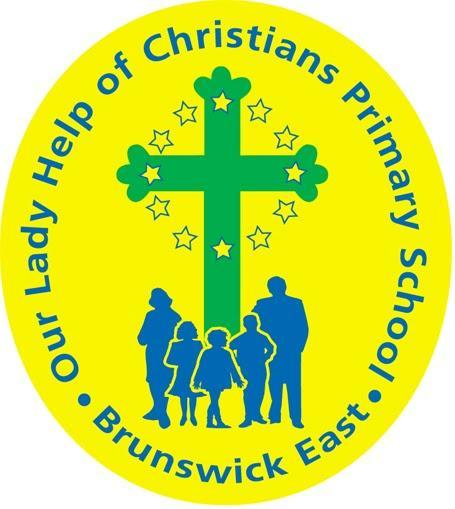 Our Lady Help of Christians Primary School
• Brunswick East •